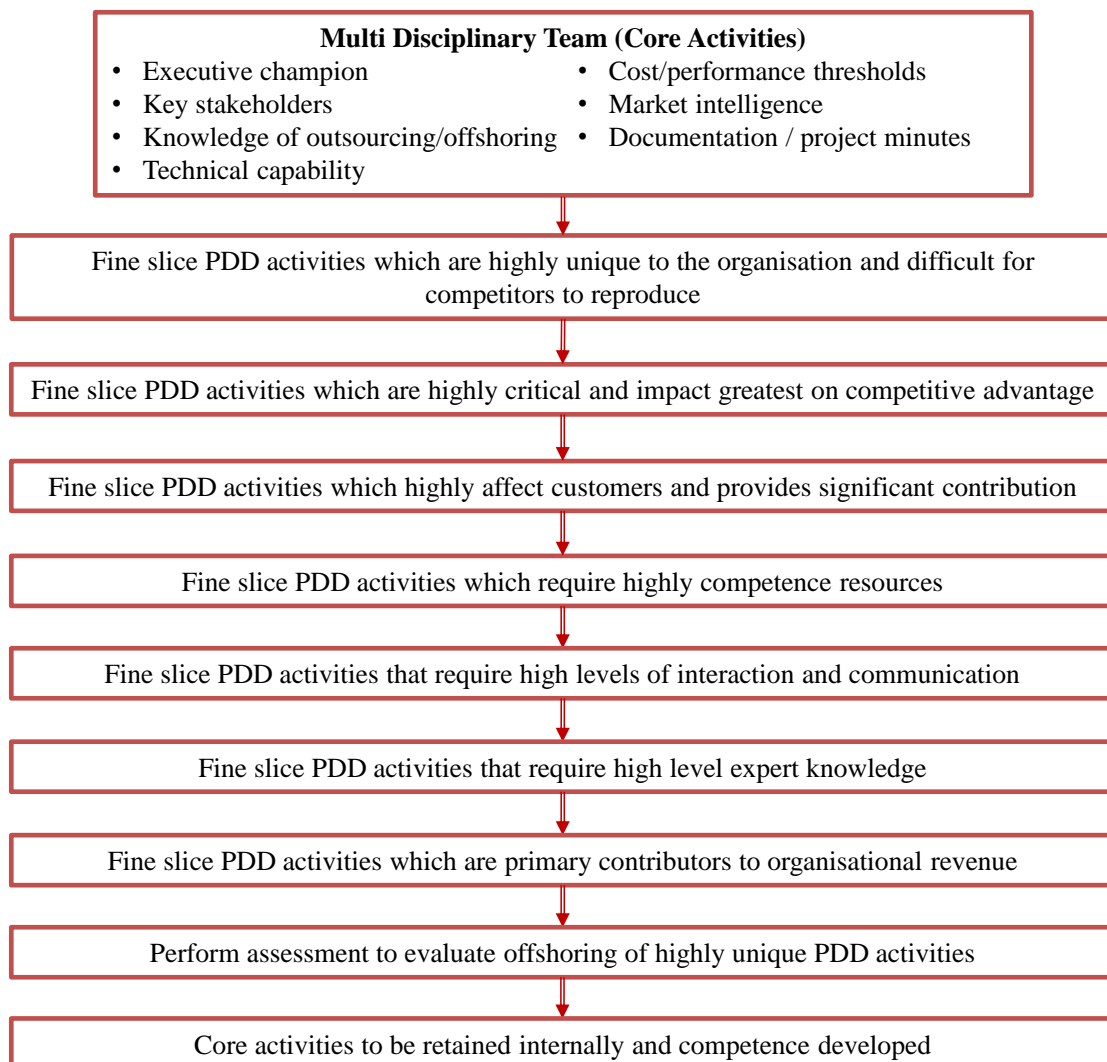 Multi Disciplinary Team (Core Activities)
• Executive champion
• Key stakeholders
• Knowledge of outsourcing/offshoring
• Technical capability
• Cost/performance thresholds
• Market intelligence
• Documentation / project minutes
Fine slice PDD activities which are highly unique to the organisation and difficult for
competitors to reproduce
Fine slice PDD activities which are highly critical and impact greatest on competitive advantage
Fine slice PDD activities which highly affect customers and provides significant contribution
Fine slice PDD activities which require highly competence resources
Fine slice PDD activities that require high levels of interaction and communication
Fine slice PDD activities that require high level expert knowledge
Fine slice PDD activities which are primary contributors to organisational revenue
Perform assessment to evaluate offshoring of highly unique PDD activities
Core activities to be retained internally and competence developed